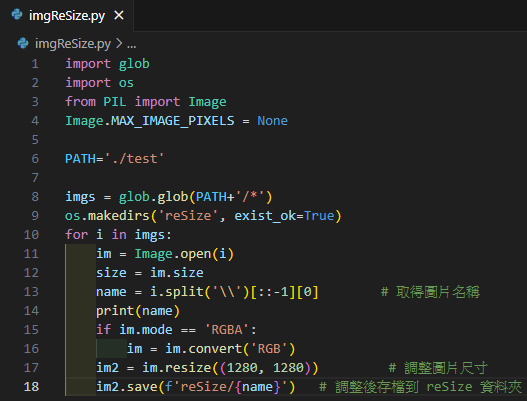 imgReSize.py ×
imgReSize.py > ...
1 import glob
2 import os
3 from PIL import Image
4 Image.MAX_IMAGE_PIXELS = None
5
6 PATH='./test'
7
8 imgs = glob.glob(PATH+'/*')
9 os.makedirs('reSize', exist_ok=True)
10 for i in imgs:
11     im = Image.open(i)
12     size = im.size
13     name = i.split('\\')[::-1][0]        # 取得圖片名稱
14     print(name)
15     if im.mode == 'RGBA':
16         im = im.convert('RGB')
17     im2 = im.resize((1280, 1280))         # 調整圖片尺寸
18     im2.save(f'reSize/{name}')   # 調整後存檔到 reSize 資料夾